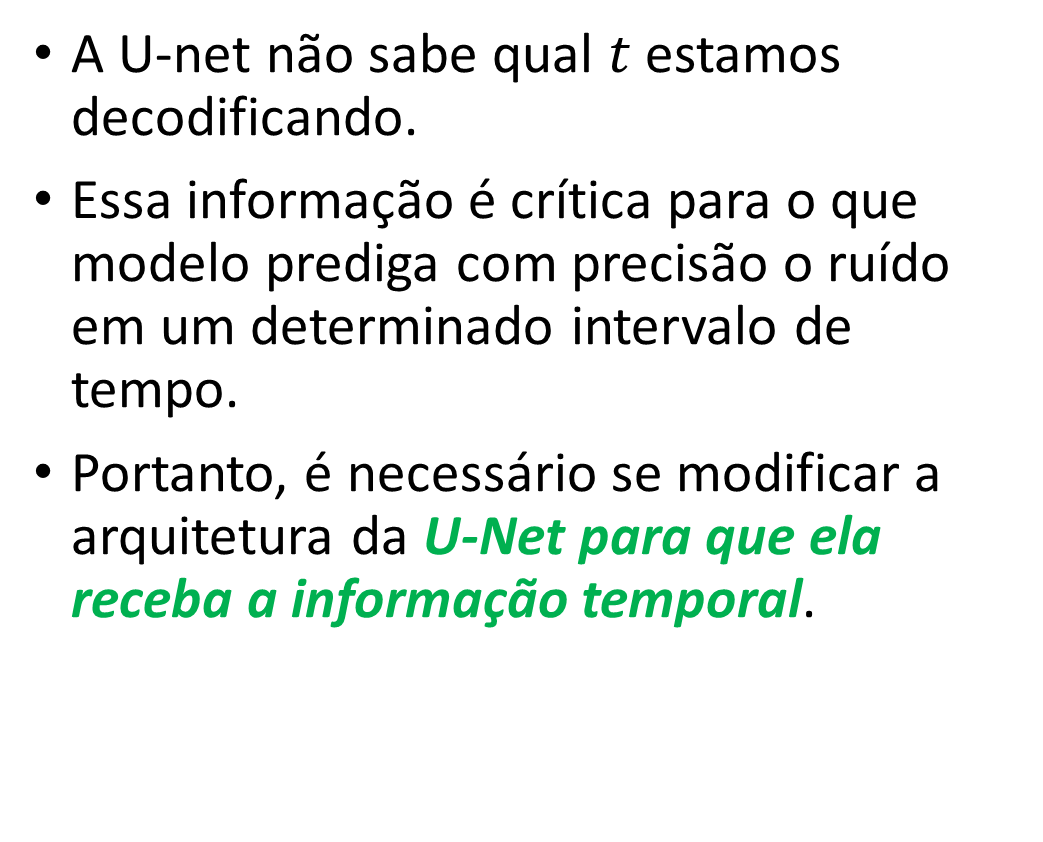 • A U-net não sabe qual t estamos
decodificando.
• Essa informação é crítica para o que
modelo prediga com precisão o ruído
em um determinado intervalo de
tempo.
• Portanto, é necessário se modificar a
arquitetura da U-Net para que ela
receba a informação temporal.